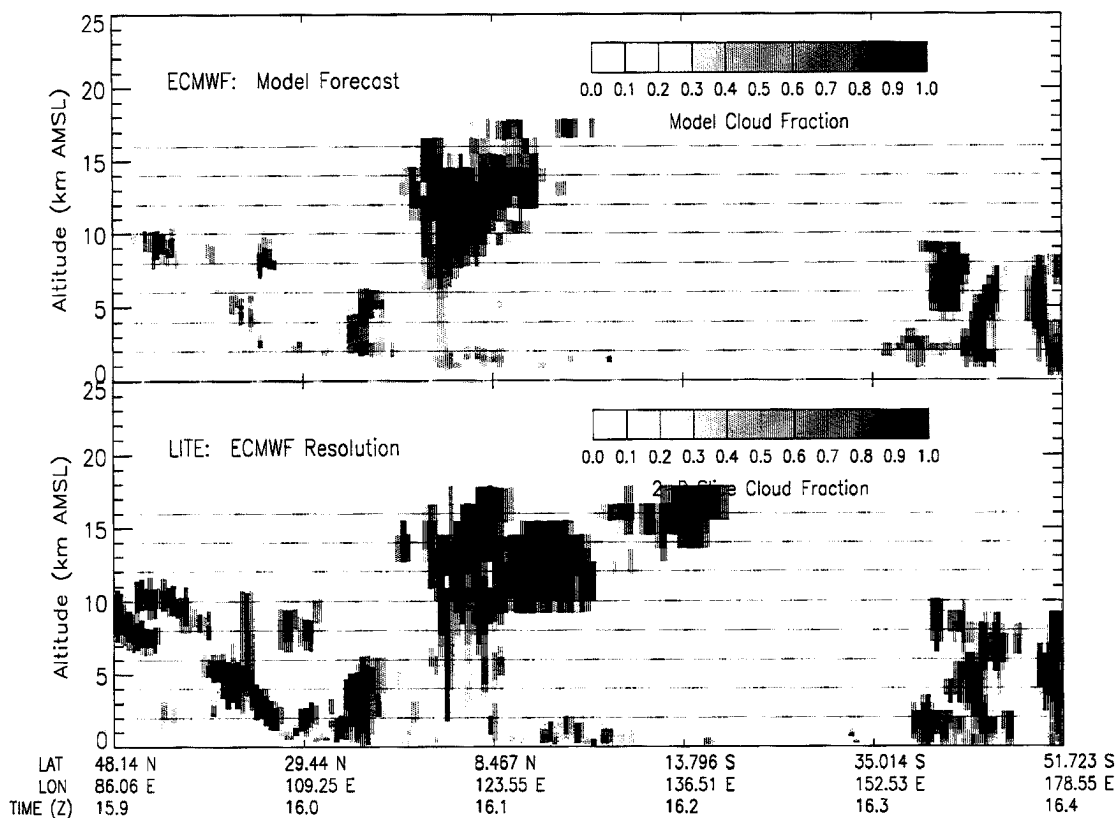 25
20
15
10
5
0
Altitude (km AMSL)
ECMWF: Model Forecast
0.0 0.1 0.2 0.3 0.4 0.5 0.6 0.7 0.8 0.9 1.0
Model Cloud Fraction
25
20
15
10
5
0
Altitude (km AMSL)
LITE: ECMWF Resolution
0.0 0.1 0.2 0.3 0.4 0.5 0.6 0.7 0.8 0.9 1.0
2-D Slice Cloud Fraction
LAT 48.14 N 29.44 N 8.467 N 13.796 S 35.014 S 51.723 S
LON 86.06 E 109.25 E 123.55 E 136.51 E 152.53 E 178.55 E
TIME (Z) 15.9 16.0 16.1 16.2 16.3 16.4